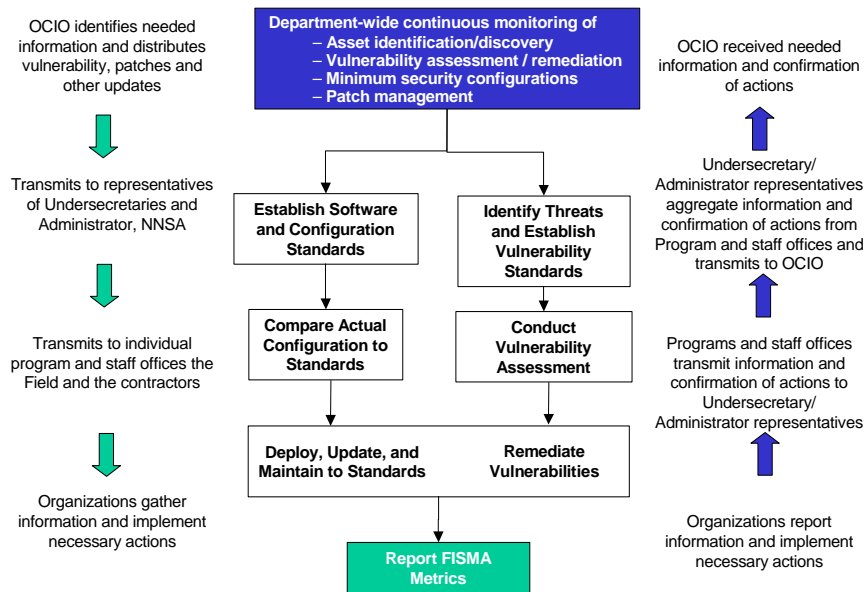 OCIO identifies needed
information and distributes
vulnerability, patches and
other updates
Transmits to representatives
of Undersecretaries and
Administrator, NNSA
Transmits to individual
program and staff offices the
Field and the contractors
Organizations gather
information and implement
necessary actions
Department-wide continuous monitoring of
– Asset identification/discovery
– Vulnerability assessment / remediation
– Minimum security configurations
– Patch management
Establish Software
and Configuration
Standards
Identify Threats
and Establish
Vulnerability
Standards
Compare Actual
Configuration to
Standards
Conduct
Vulnerability
Assessment
Deploy, Update, and
Maintain to Standards
Remediate
Vulnerabilities
Report FISMA
Metrics
OCIO received needed
information and confirmation
of actions
Undersecretary/
Administrator representatives
aggregate information and
confirmation of actions from
Program and staff offices and
transmits to OCIO
Programs and staff offices
transmit information and
confirmation of actions to
Undersecretary/
Administrator representatives
Organizations report
information and implement
necessary actions